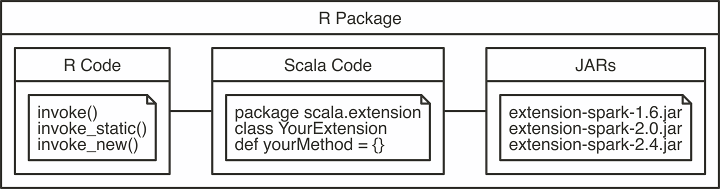 R Package
R Code
invoke()
invoke_static()
invoke_new()
Scala Code
package scala.extension
class YourExtension
def yourMethod = {}
JARs
extension-spark-1.6.jar
extension-spark-2.0.jar
extension-spark-2.4.jar